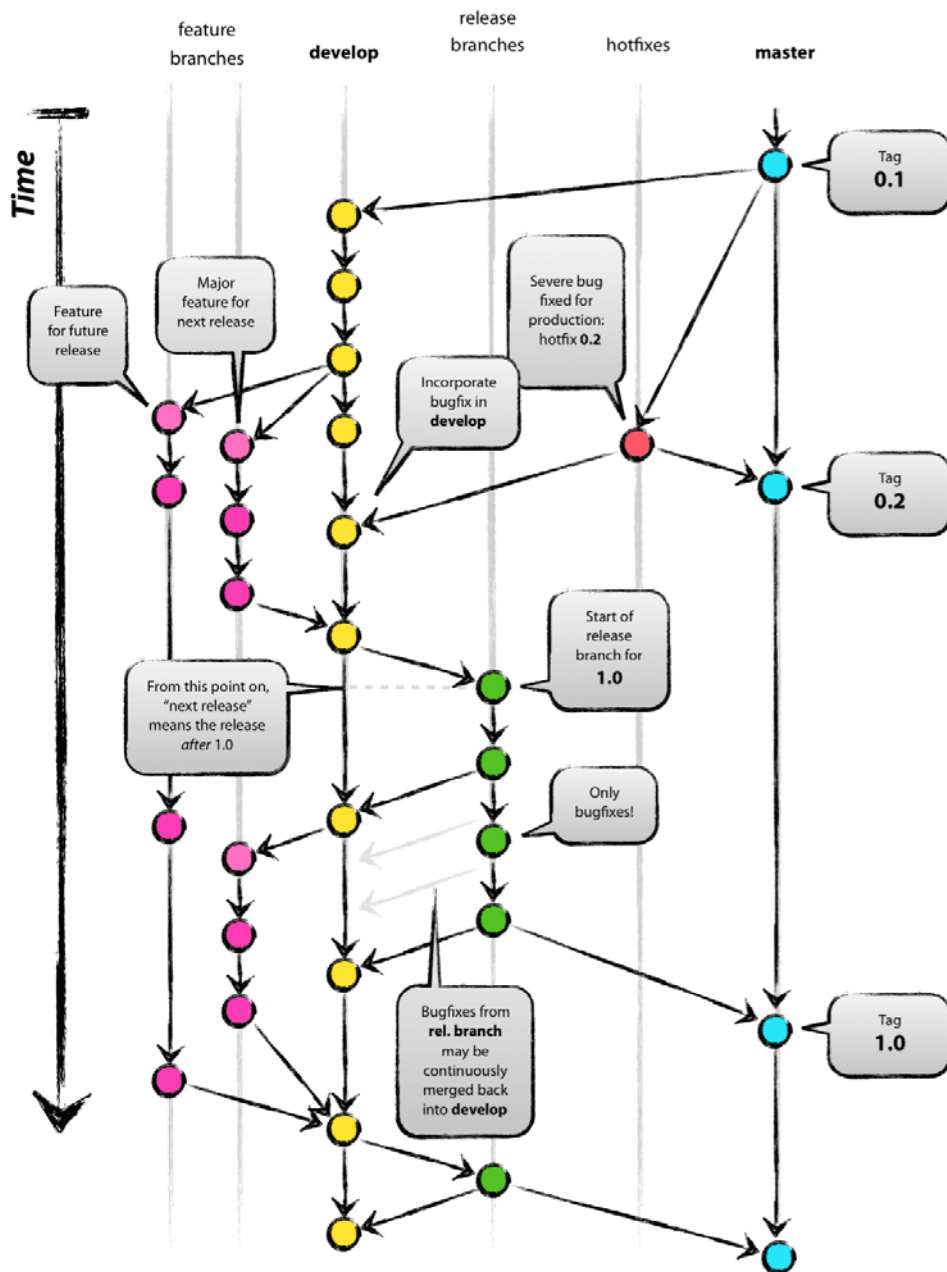 feature
branches
develop
release
branches
hotfixes
master
Time
Tag
0.1
Major
feature for
next release
Feature
for future
release
Severe bug
fixed for
production:
hotfix 0.2
Incorporate
bugfix in
develop
Tag
0.2
Start of
release
branch for
1.0
From this point on,
“next release”
means the release
after 1.0
Only
bugfixes!
Bugfixes from
rel. branch
may be
continuously
merged back
into develop
Tag
1.0